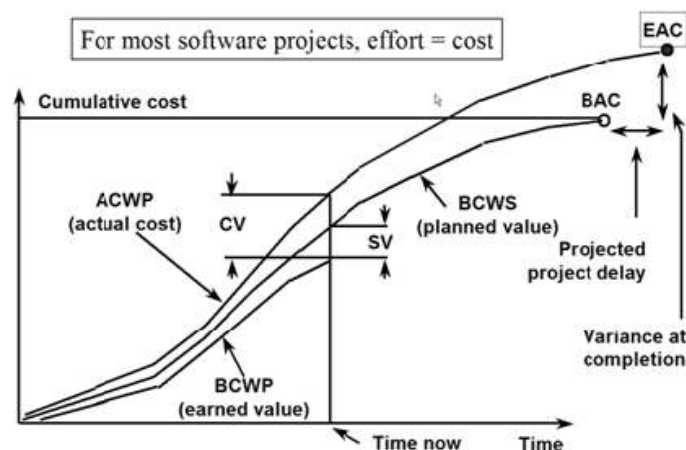 For most software projects, effort = cost
EAC
Cumulative cost
BAC
ACWP
(actual cost)
CV
BCWS
(planned value)
SV
Projected
project delay
Variance at
completion
BCWP
(earned value)
Time now
Time